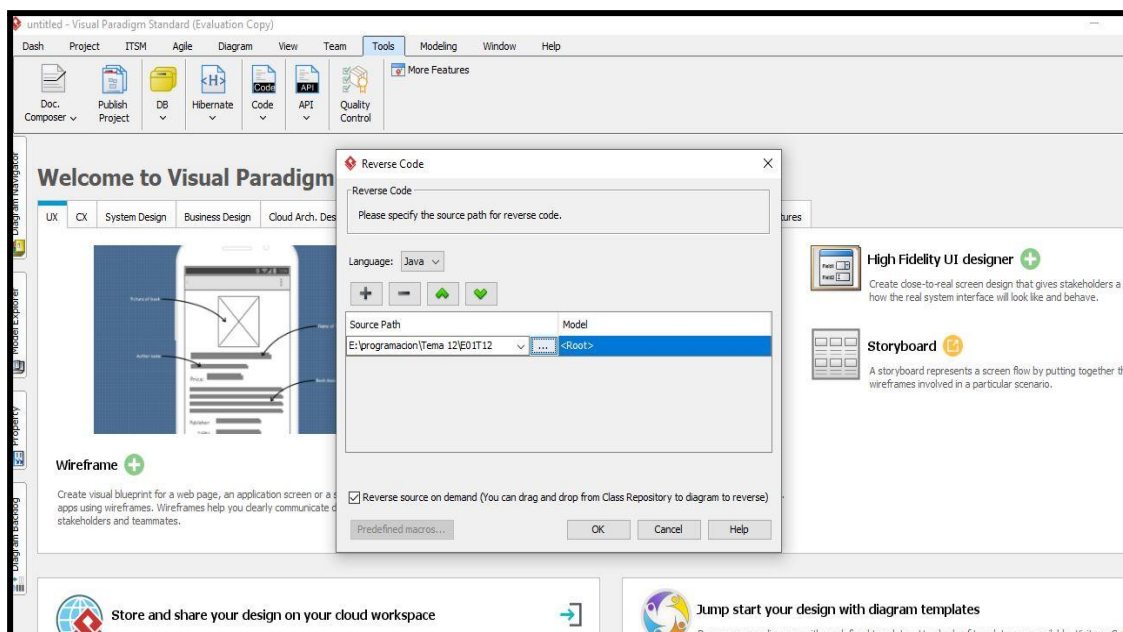 untitled - Visual Paradigm Standard (Evaluation Copy)
Dash Project ITSM Agile Diagram View Team Tools Modeling Window Help
Doc. Composer
Publish Project
DB
Hibernate
Code
API
Quality Control
More Features
Diagram Navigator
Model Explorer
Property
Diagram Backlog
Welcome to Visual Paradigm
UX CX System Design Business Design Cloud Arch. Des
tures
Wireframe
Create visual blueprint for a web page, an application screen or a s
apps using wireframes. Wireframes help you clearly communicate d
stakeholders and teammates.
Reverse Code
Reverse Code
Please specify the source path for reverse code.
Language: Java
Source Path Model
E:\programacion\Tema 12\E01T12 ... <Root>
Reverse source on demand (You can drag and drop from Class Repository to diagram to reverse)
Predefined macros... OK Cancel Help
High Fidelity UI designer
Create close-to-real screen design that gives stakeholders a
how the real system interface will look like and behave.
Storyboard
A storyboard represents a screen flow by putting together th
wireframes involved in a particular scenario.
Store and share your design on your cloud workspace
Jump start your design with diagram templates